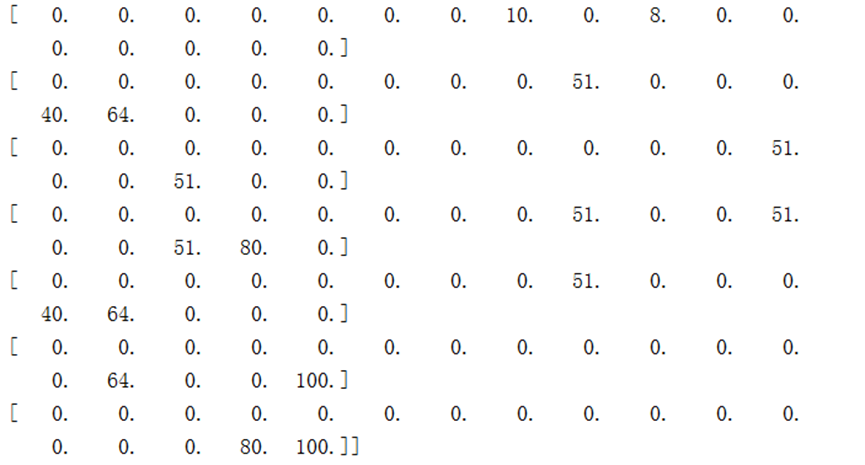 [ 0. 0. 0. 0. 0. 0. 0. 10. 0. 8. 0. 0.
0. 0. 0. 0. 0.]
[ 0. 0. 0. 0. 0. 0. 0. 0. 51. 0. 0. 0.
40. 64. 0. 0. 0.]
[ 0. 0. 0. 0. 0. 0. 0. 0. 0. 0. 0. 51.
0. 0. 51. 0. 0.]
[ 0. 0. 0. 0. 0. 0. 0. 0. 51. 0. 0. 51.
0. 0. 51. 80. 0.]
[ 0. 0. 0. 0. 0. 0. 0. 0. 51. 0. 0. 0.
40. 64. 0. 0. 0.]
[ 0. 0. 0. 0. 0. 0. 0. 0. 0. 0. 0. 0.
0. 64. 0. 0. 100.]
[ 0. 0. 0. 0. 0. 0. 0. 0. 0. 0. 0. 0.
0. 0. 0. 80. 100.]]